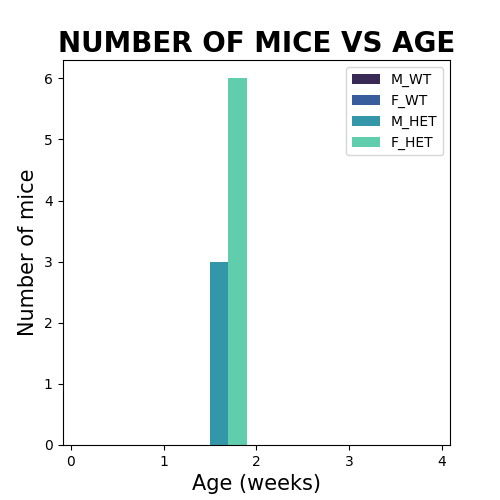 NUMBER OF MICE VS AGE
M_WT
F_WT
M_HET
F_HET
Number of mice
6
5
4
3
2
1
0
0 1 2 3 4
Age (weeks)